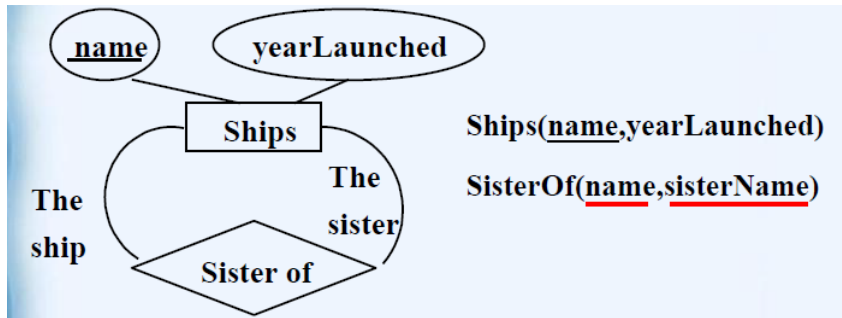 name
yearLaunched
Ships
Ships(name,yearLaunched)
The
ship
The
sister
SisterOf(name,sisterName)
Sister of